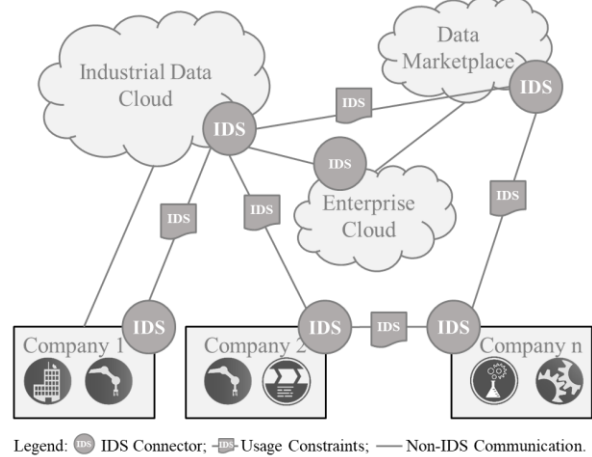 Industrial Data
Cloud
Data
Marketplace
IDS
IDS
IDS
IDS
Enterprise
Cloud
IDS
IDS
IDS
IDS
IDS
IDS
IDS
Company 1
Company 2
Company n
Legend: IDS IDS Connector; IDS Usage Constraints; Non-IDS Communication.